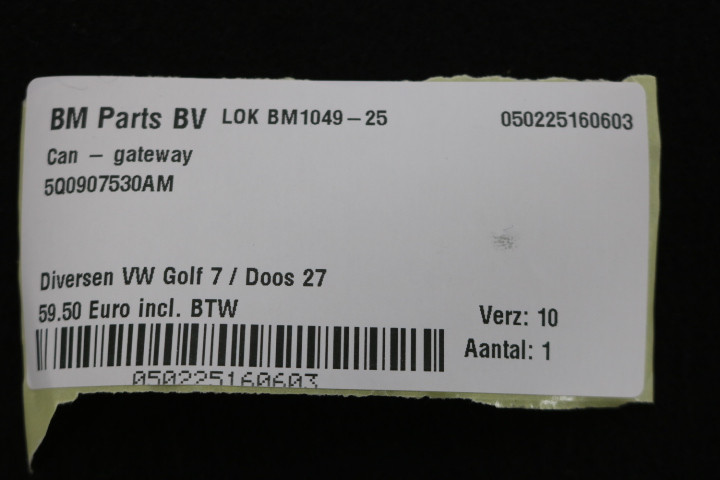 BM Parts BV LOK BM1049-25 050225160603
Can - gateway
5Q0907530AM
Diversen VW Golf 7 / Doos 27
59.50 Euro incl. BTW
Verz: 10
Aantal: 1
050225160603